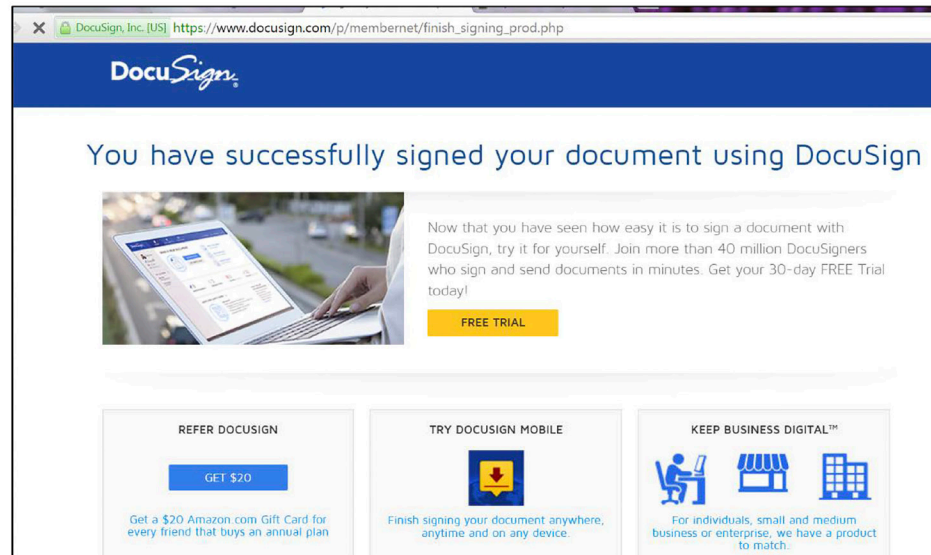 DocuSign, Inc. [US] https://www.docusign.com/p/membernet/finish_signing_prod.php
DocuSign®
You have successfully signed your document using DocuSign
Now that you have seen how easy it is to sign a document with
DocuSign, try it for yourself. Join more than 40 million DocuSigners
who sign and send documents in minutes. Get your 30-day FREE Trial
today!
FREE TRIAL
REFER DOCUSIGN
GET $20
Get a $20 Amazon.com Gift Card for
every friend that buys an annual plan
TRY DOCUSIGN MOBILE
Finish signing your document anywhere,
anytime and on any device.
KEEP BUSINESS DIGITAL™
For individuals, small and medium
business or enterprise, we have a product
to match.